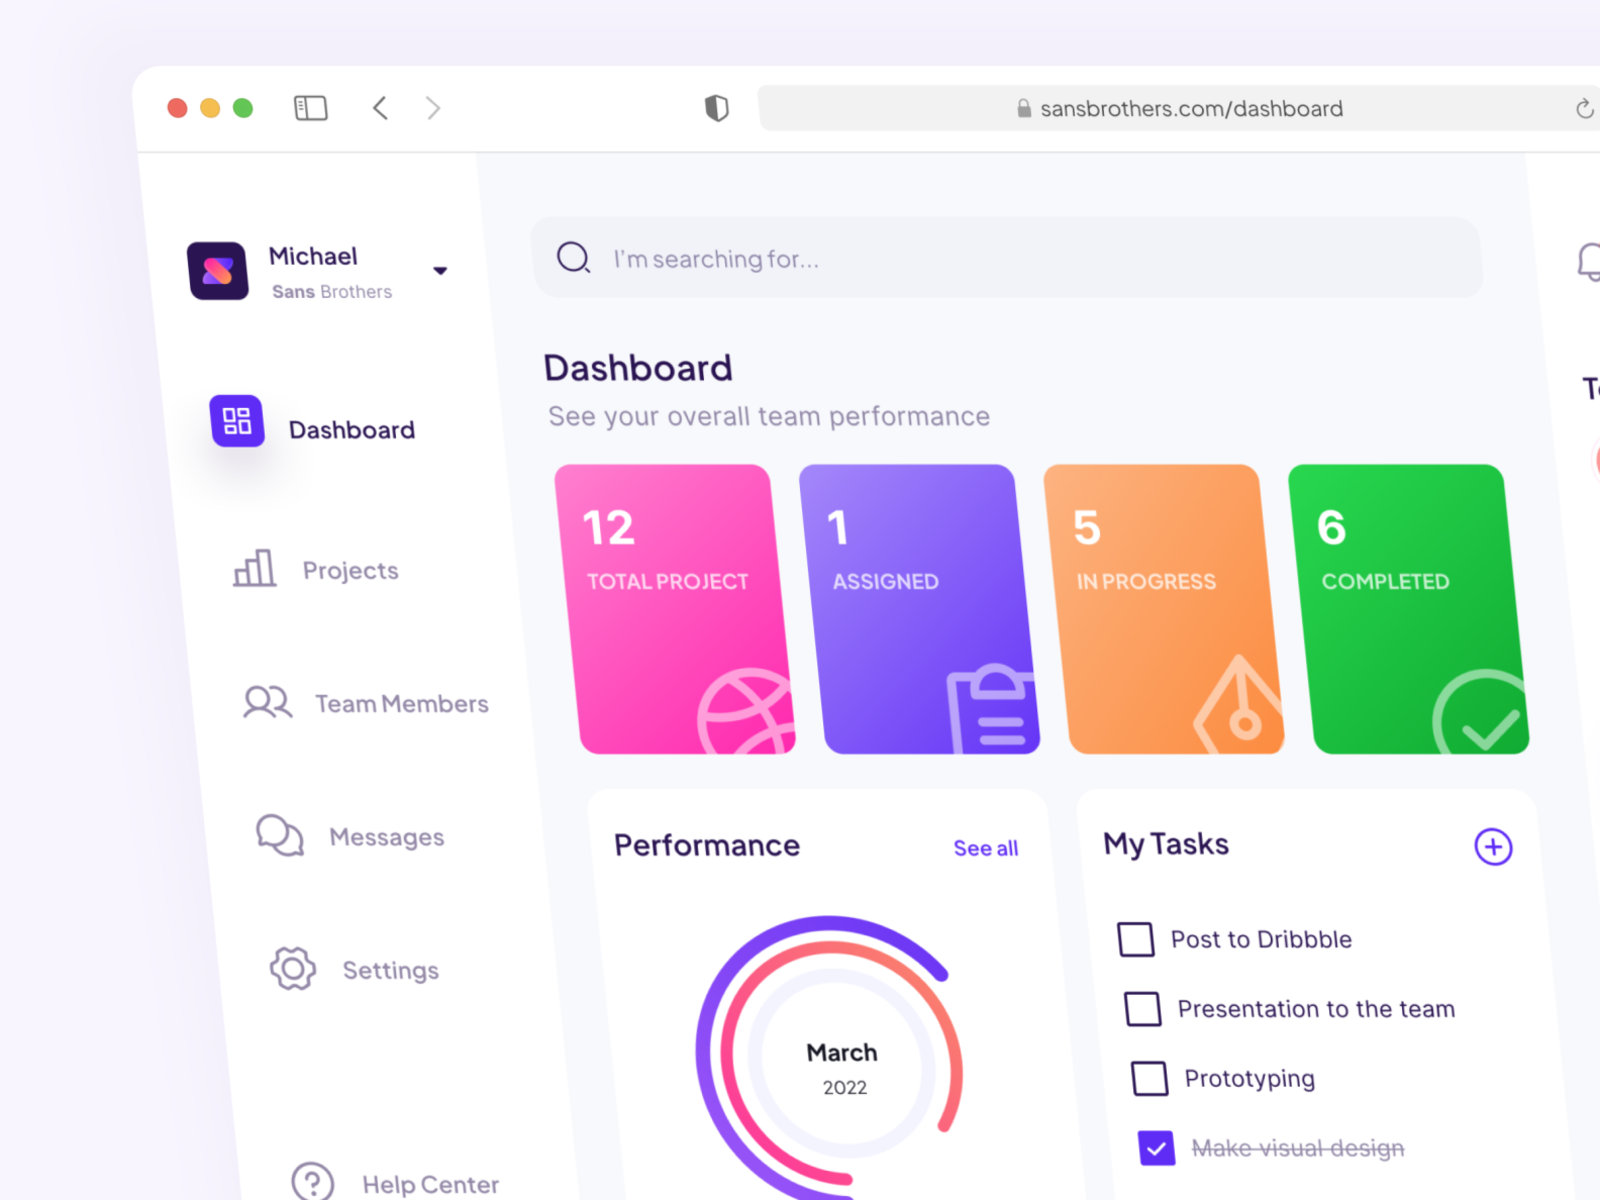 sansbrothers.com/dashboard
Michael
Sans Brothers
Dashboard
Projects
Team Members
Messages
Settings
Help Center
I'm searching for...
Dashboard
See your overall team performance
12
TOTAL PROJECT
1
ASSIGNED
5
IN PROGRESS
6
COMPLETED
Performance
See all
March
2022
My Tasks
Post to Dribbble
Presentation to the team
Prototyping
Make visual design